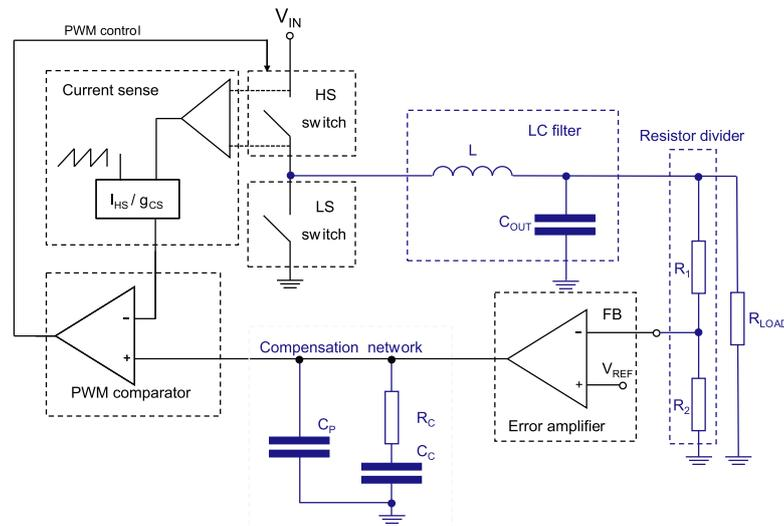 V_IN
PWM control
Current sense
HS
switch
LC filter
L
Resistor divider
I_HS / g_CS
LS
switch
C_OUT
R_1
FB
R_LOAD
-
+
PWM comparator
Compensation network
-
+
V_REF
R_2
C_P
R_C
C_C
Error amplifier